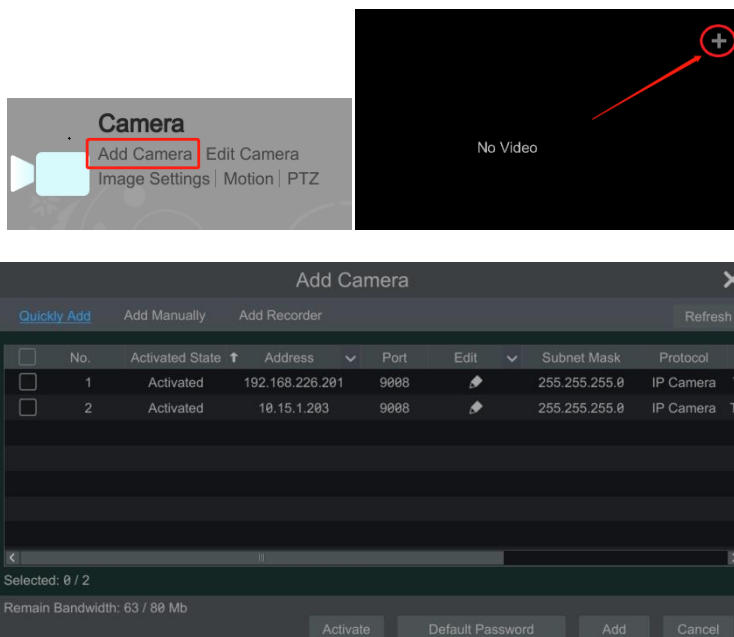 Camera
Add Camera | Edit Camera
Image Settings | Motion | PTZ
No Video
Add Camera
Quickly Add Add Manually Add Recorder Refresh
No. Activated State Address Port Edit Subnet Mask Protocol
1 Activated 192.168.226.201 9008 255.255.255.0 IP Camera
2 Activated 10.15.1.203 9008 255.255.255.0 IP Camera
Selected: 0 / 2
Remain Bandwidth: 63 / 80 Mb
Activate Default Password Add Cancel